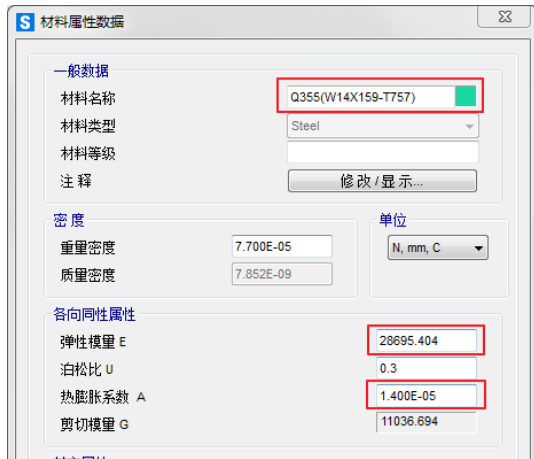 S 材料属性数据
一般数据
材料名称 Q355(W14X159-T757)
材料类型 Steel
材料等级
注释 修改/显示...
密度 单位
重量密度 7.700E-05 N, mm, C
质量密度 7.852E-09
各向同性属性
弹性模量 E 28695.404
泊松比 U 0.3
热膨胀系数 A 1.400E-05
剪切模量 G 11036.694